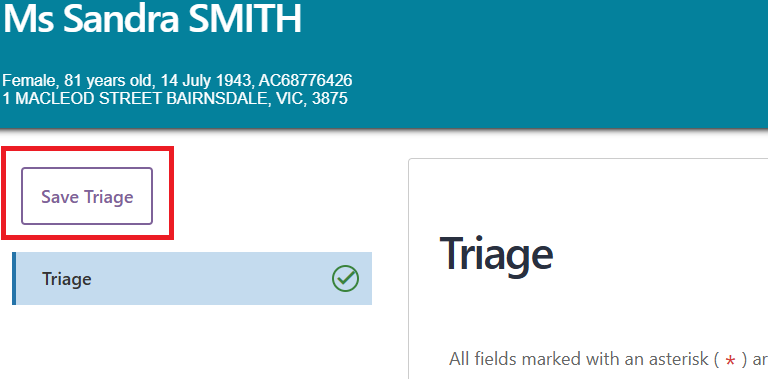 Ms Sandra SMITH
Female, 81 years old, 14 July 1943, AC68776426
1 MACLEOD STREET BAIRNSDALE, VIC, 3875
Save Triage
Triage
Triage
All fields marked with an asterisk ( * ) ar